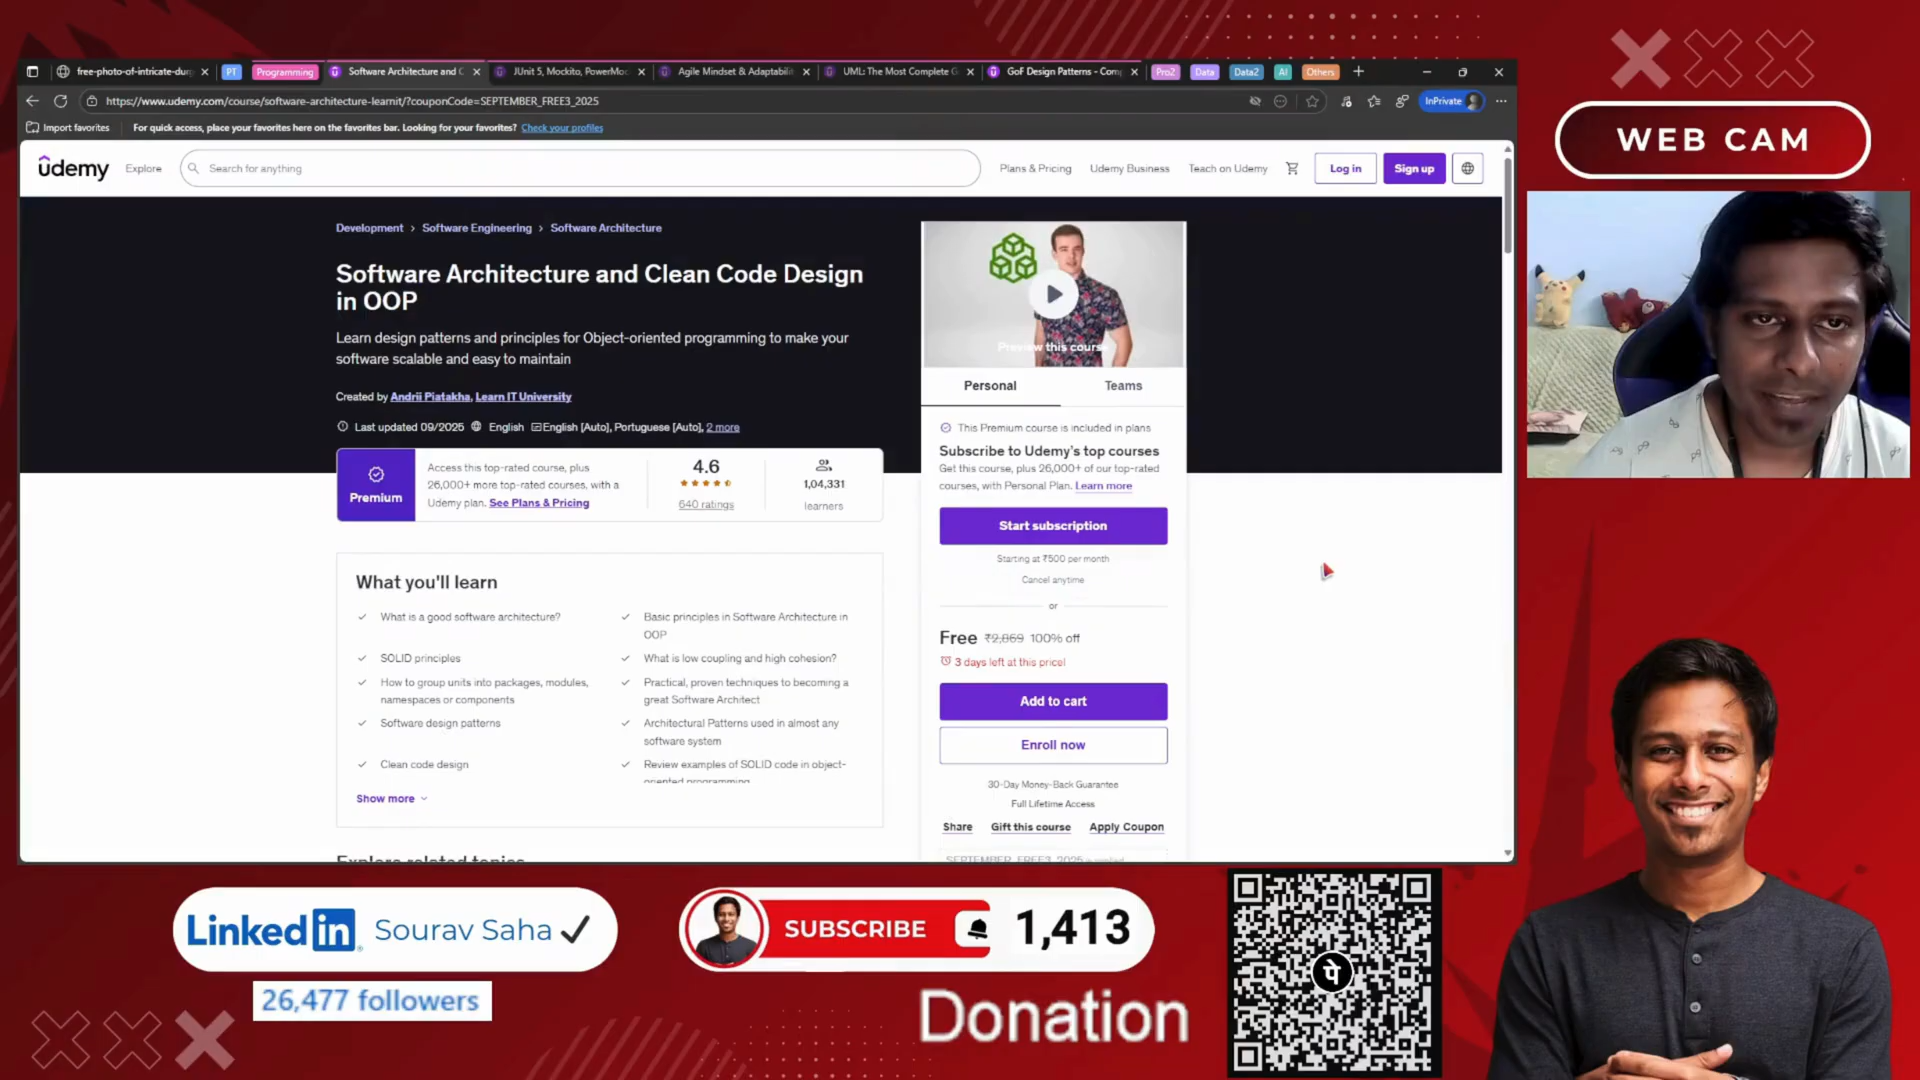 free-photo-of-intricate-dur
PT
Programming
Software Architecture and C
JUnit 5, Mockito, PowerMoc
Agile Mindset & Adaptabili
UML: The Most Complete G
GoF Design Patterns - Comp
Pro2
Data
Data2
AI
Others
https://www.udemy.com/course/software-architecture-learnit/?couponCode=SEPTEMBER_FREE3_2025
InPrivate
Import favorites
For quick access, place your favorites here on the favorites bar. Looking for your favorites? Check your profiles
udemy
Explore
Search for anything
Plans & Pricing
Udemy Business
Teach on Udemy
Log in
Sign up
Development > Software Engineering > Software Architecture
Software Architecture and Clean Code Design
in OOP
Learn design patterns and principles for Object-oriented programming to make your
software scalable and easy to maintain
Created by Andrii Piatakha, Learn IT University
Last updated 09/2025 English English [Auto], Portuguese [Auto], 2 more
Premium
Access this top-rated course, plus
26,000+ more top-rated courses, with a
Udemy plan. See Plans & Pricing
4.6
640 ratings
1,04,331
learners
What you'll learn
What is a good software architecture?
SOLID principles
How to group units into packages, modules,
namespaces or components
Software design patterns
Clean code design
Basic principles in Software Architecture in
OOP
What is low coupling and high cohesion?
Practical, proven techniques to becoming a
great Software Architect
Architectural Patterns used in almost any
software system
Review examples of SOLID code in object-
oriented programming
Show more
Explore related topics
Preview this course
Personal
Teams
This Premium course is included in plans
Subscribe to Udemy's top courses
Get this course, plus 26,000+ of our top-rated
courses, with Personal Plan. Learn more
Start subscription
Starting at ₹500 per month
Cancel anytime
or
Free ₹2,869 100% off
3 days left at this price!
Add to cart
Enroll now
30-Day Money-Back Guarantee
Full Lifetime Access
Share
Gift this course
Apply Coupon
SEPTEMBER_FREE3_2025 is applied
WEB CAM
LinkedIn Sourav Saha
26,477 followers
SUBSCRIBE
1,413
Donation
पे